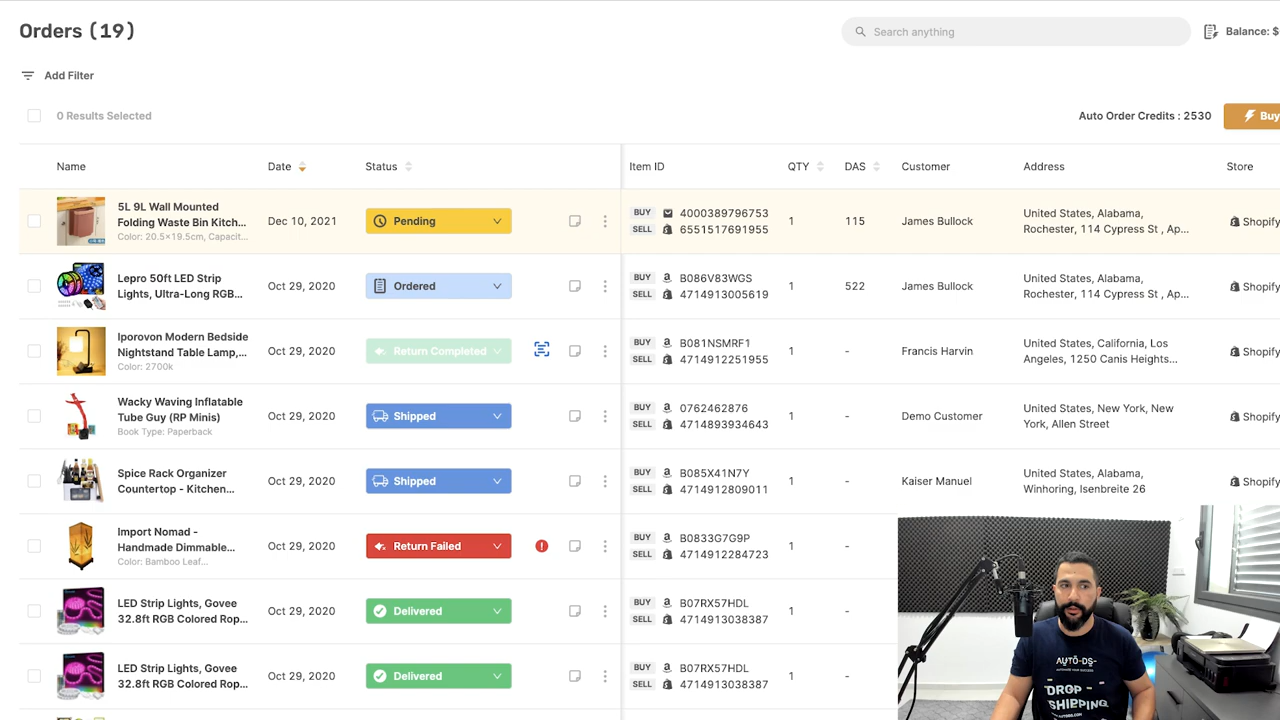 Orders (19)
Search anything
Balance: $
Add Filter
0 Results Selected
Auto Order Credits : 2530
Buy
Name
Date
Status
Item ID
QTY
DAS
Customer
Address
Store
5L 9L Wall Mounted
Folding Waste Bin Kitch...
Color: 20.5×19.5cm, Capacit...
Dec 10, 2021
Pending
BUY 4000389796753
SELL 6551517691955
1
115
James Bullock
United States, Alabama,
Rochester, 114 Cypress St , Ap...
Shopify
Lepro 50ft LED Strip
Lights, Ultra-Long RGB...
Oct 29, 2020
Ordered
BUY a B086V83WGS
SELL 4714913005619
1
522
James Bullock
United States, Alabama,
Rochester, 114 Cypress St , Ap...
Shopify
Iporovon Modern Bedside
Nightstand Table Lamp,...
Color: 2700k
Oct 29, 2020
Return Completed
BUY a B081NSMRF1
SELL 4714912251955
1
-
Francis Harvin
United States, California, Los
Angeles, 1250 Canis Heights...
Shopify
Wacky Waving Inflatable
Tube Guy (RP Minis)
Book Type: Paperback
Oct 29, 2020
Shipped
BUY a 0762462876
SELL 4714893934643
1
-
Demo Customer
United States, New York, New
York, Allen Street
Shopify
Spice Rack Organizer
Countertop - Kitchen...
Oct 29, 2020
Shipped
BUY a B085X41N7Y
SELL 4714912809011
1
-
Kaiser Manuel
United States, Alabama,
Winhoring, Isenbreite 26
Shopify
Import Nomad -
Handmade Dimmable...
Color: Bamboo Leaf...
Oct 29, 2020
Return Failed
BUY a B0833G7G9P
SELL 4714912284723
1
-
LED Strip Lights, Govee
32.8ft RGB Colored Rop...
Oct 29, 2020
Delivered
BUY a B07RX57HDL
SELL 4714913038387
1
-
LED Strip Lights, Govee
32.8ft RGB Colored Rop...
Oct 29, 2020
Delivered
BUY a B07RX57HDL
SELL 4714913038387
1
-
AUTO-DS
DROP-
SHIPPING